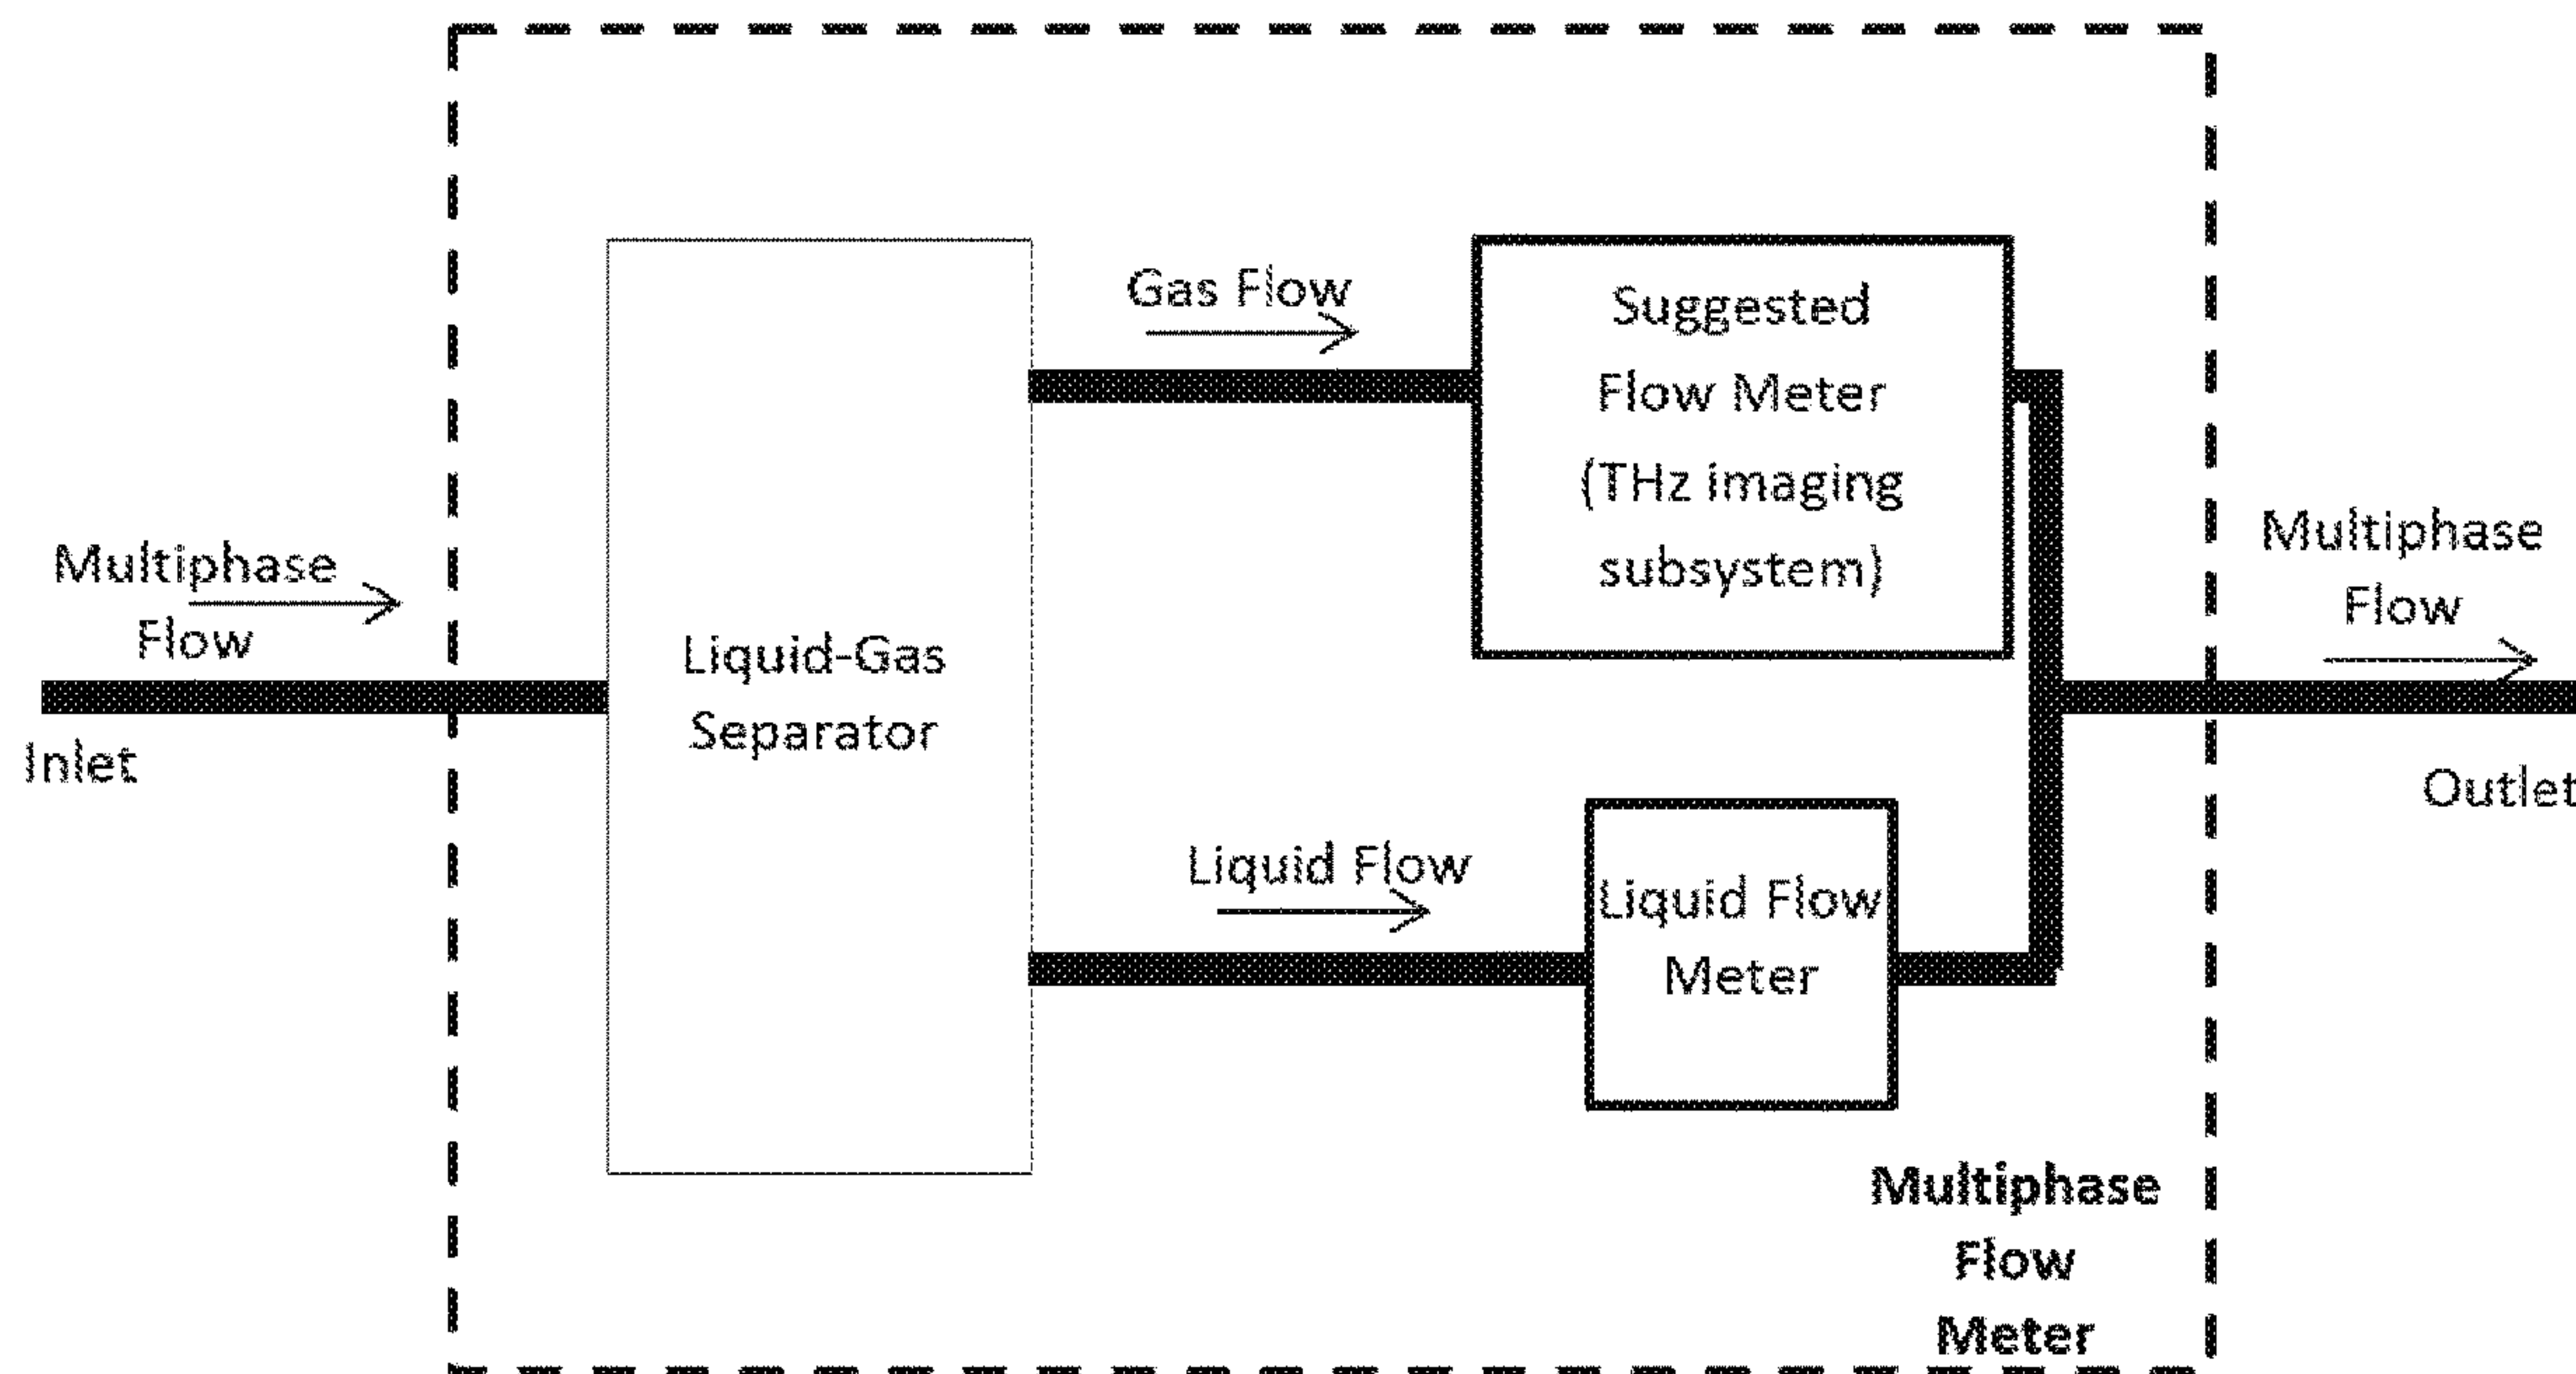 Multiphase
Flow
Inlet
Liquid-Gas
Separator
Gas Flow
Suggested
Flow Meter
(THz imaging
subsystem)
Liquid Flow
Liquid Flow
Meter
Multiphase
Flow
Outlet
Multiphase
Flow
Meter